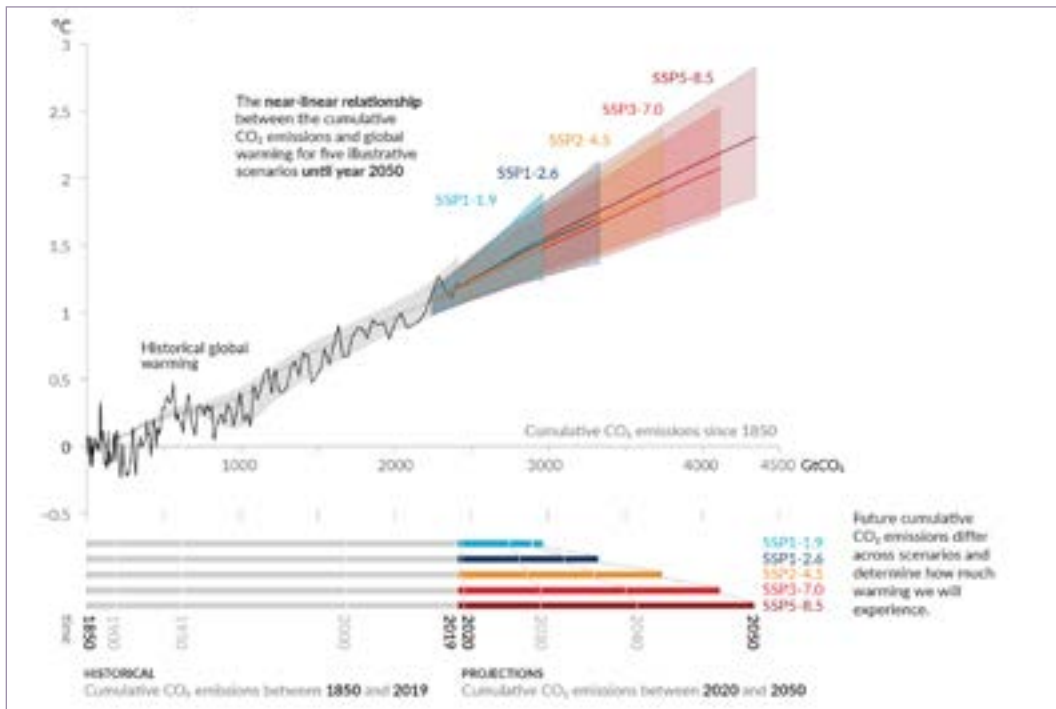 °C
3
SSP5-8.5
The near-linear relationship
between the cumulative
CO₂ emissions and global
warming for five illustrative
scenarios until year 2050
SSP3-7.0
2.5
SSP2-4.5
SSP1-2.6
2
SSP1-1.9
1.5
1
Historical global
warming
0.5
Cumulative CO₂ emissions since 1850
0
1000
2000
3000
4000
4500 GtCO₂
-0.5
Future cumulative
CO₂ emissions differ
across scenarios and
determine how much
warming we will
experience.
SSP1-1.9
SSP1-2.6
SSP2-4.5
SSP3-7.0
SSP5-8.5
Time
1850
1900
1950
2000
2019
2020
2030
2040
2050
HISTORICAL
Cumulative CO₂ emissions between 1850 and 2019
PROJECTIONS
Cumulative CO₂ emissions between 2020 and 2050